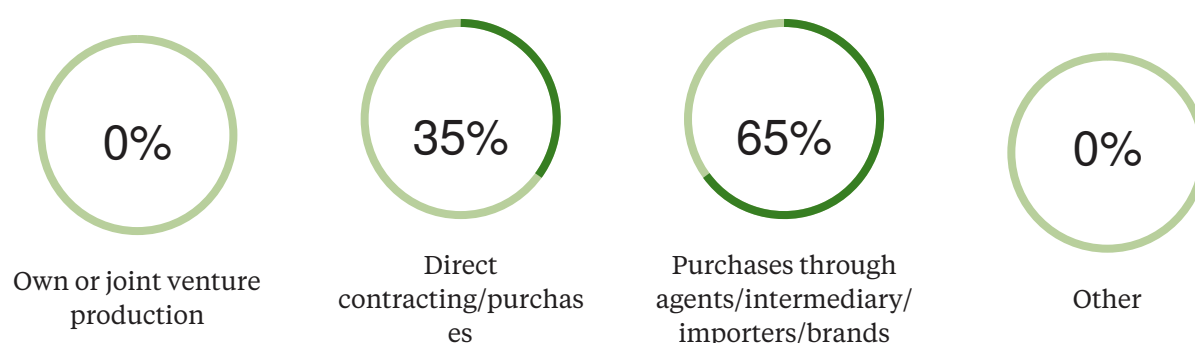 0%
Own or joint venture
production
35%
Direct
contracting/purchas
es
65%
Purchases through
agents/intermediary/
importers/brands
0%
Other